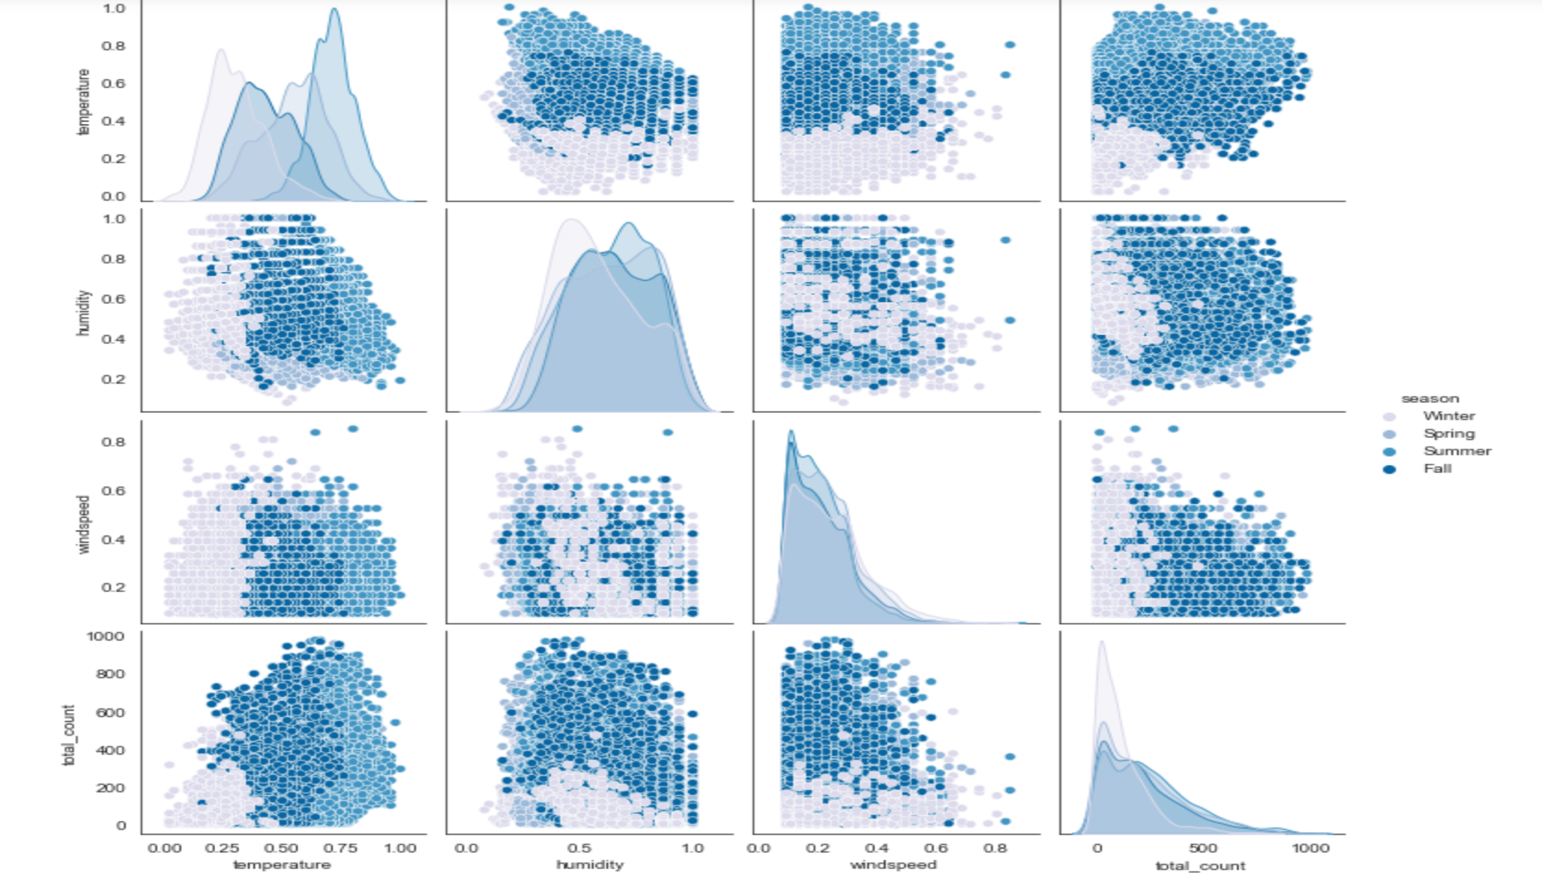 1.0
0.8
0.6
0.4
0.2
0.0
temperature
1.0
0.8
0.6
0.4
0.2
humidity
season
Winter
Spring
Summer
Fall
0.8
0.6
0.4
0.2
windspeed
1000
800
600
400
200
0
total_count
0.00 0.25 0.50 0.75 1.00 0.0 0.5 1.0 0.0 0.2 0.4 0.6 0.8 0 500 1000
temperature humidity windspeed total_count